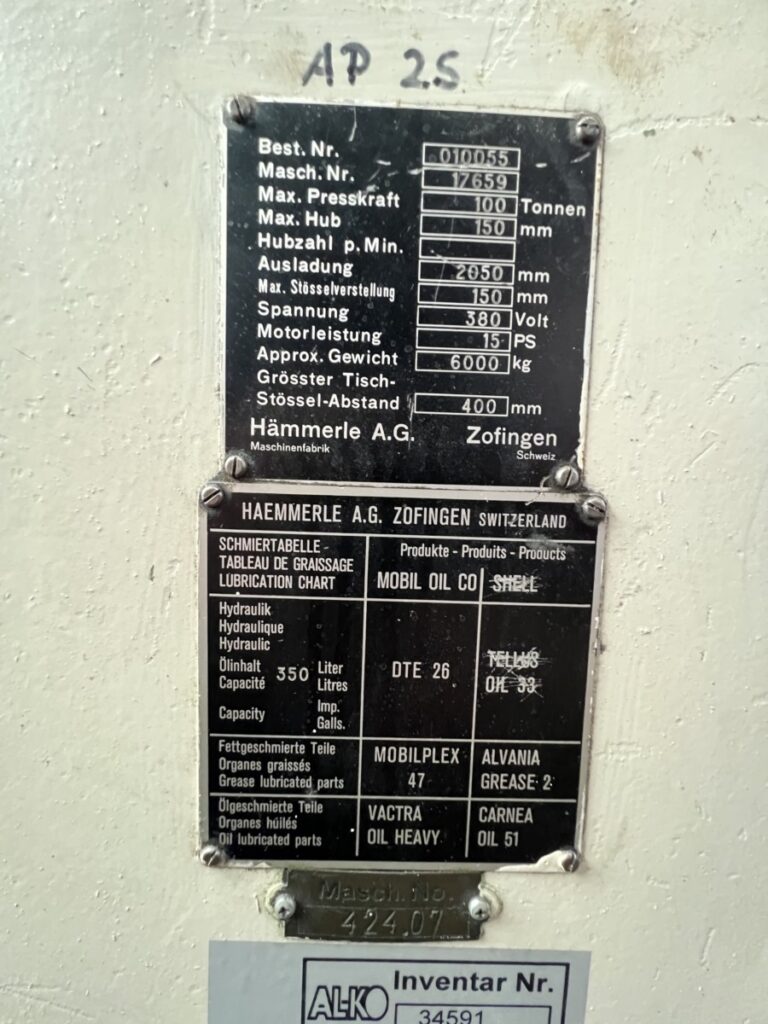 AP 2.5
Best. Nr. 010055
Masch. Nr. 17659
Max. Presskraft 100 Tonnen
Max. Hub 150 mm
Hubzahl p. Min.
Ausladung 2050 mm
Max. Stösselverstellung 150 mm
Spannung 380 Volt
Motorleistung 15 PS
Approx. Gewicht 6000 kg
Grösster Tisch-
Stössel-Abstand 400 mm
Hämmerle A.G. Zofingen
Maschinenfabrik Schweiz
HAEMMERLE A.G. ZOFINGEN SWITZERLAND
SCHMIERTABELLE
TABLEAU DE GRAISSAGE
LUBRICATION CHART
Produkte - Produits - Products
MOBIL OIL CO SHELL
Hydraulik
Hydraulique
Hydraulic
Ölinhalt
Capacité 350 Liter
Litres
Capacity Imp.
Galls.
DTE 26
TELLUS
OIL 33
Fettgeschmierte Teile
Organes graissés
Grease lubricated parts
MOBILPLEX
47
ALVANIA
GREASE 2
Ölgeschmierte Teile
Organes huilés
Oil lubricated parts
VACTRA
OIL HEAVY
CARNEA
OIL 51
Masch. No.
424.07
AL-KO Inventar Nr.
34591